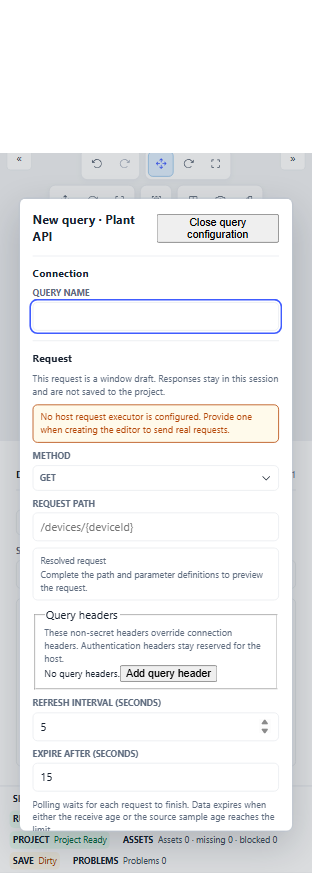 «
»
New query · Plant
API
Close query
configuration
Connection
QUERY NAME
Request
This request is a window draft. Responses stay in this session
and are not saved to the project.
No host request executor is configured. Provide one
when creating the editor to send real requests.
METHOD
GET
REQUEST PATH
/devices/{deviceId}
Resolved request
Complete the path and parameter definitions to preview
the request.
Query headers
These non-secret headers override connection
headers. Authentication headers stay reserved for the
host.
No query headers. Add query header
REFRESH INTERVAL (SECONDS)
5
EXPIRE AFTER (SECONDS)
15
Polling waits for each request to finish. Data expires when
either the receive age or the source sample age reaches the
limit.
PROJECT Project Ready ASSETS Assets 0 · missing 0 · blocked 0
SAVE Dirty PROBLEMS Problems 0